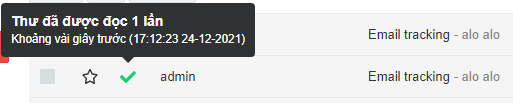 Thư đã được đọc 1 lần
Khoảng vài giây trước (17:12:23 24-12-2021)
Email tracking - alo alo
admin Email tracking - alo alo